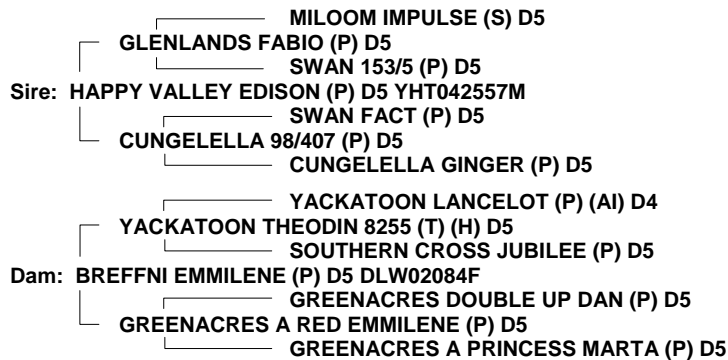 MILOOM IMPULSE (S) D5
GLENLANDS FABIO (P) D5
SWAN 153/5 (P) D5
Sire: HAPPY VALLEY EDISON (P) D5 YHT042557M
SWAN FACT (P) D5
CUNGELELLA 98/407 (P) D5
CUNGELELLA GINGER (P) D5
YACKATOON LANCELOT (P) (AI) D4
YACKATOON THEODIN 8255 (T) (H) D5
SOUTHERN CROSS JUBILEE (P) D5
Dam: BREFFNI EMMILENE (P) D5 DLW02084F
GREENACRES DOUBLE UP DAN (P) D5
GREENACRES A RED EMMILENE (P) D5
GREENACRES A PRINCESS MARTA (P) D5